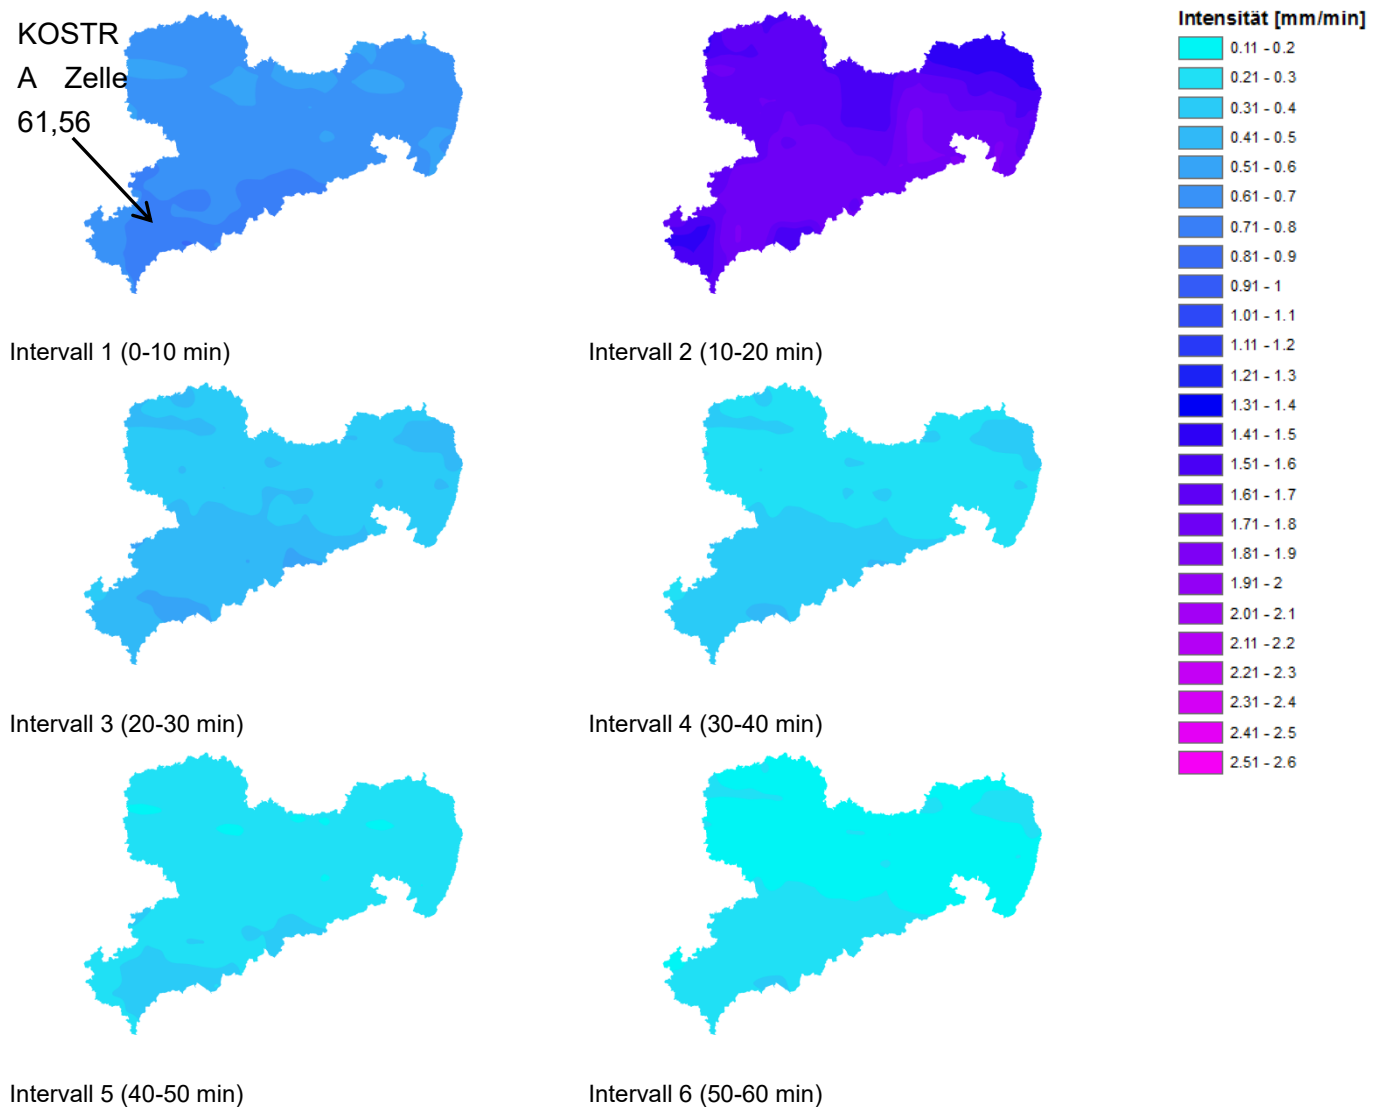 KOSTR
A Zelle
61,56
Intervall 1 (0-10 min)
Intervall 2 (10-20 min)
Intervall 3 (20-30 min)
Intervall 4 (30-40 min)
Intervall 5 (40-50 min)
Intervall 6 (50-60 min)
Intensität [mm/min]
0.11 - 0.2
0.21 - 0.3
0.31 - 0.4
0.41 - 0.5
0.51 - 0.6
0.61 - 0.7
0.71 - 0.8
0.81 - 0.9
0.91 - 1
1.01 - 1.1
1.11 - 1.2
1.21 - 1.3
1.31 - 1.4
1.41 - 1.5
1.51 - 1.6
1.61 - 1.7
1.71 - 1.8
1.81 - 1.9
1.91 - 2
2.01 - 2.1
2.11 - 2.2
2.21 - 2.3
2.31 - 2.4
2.41 - 2.5
2.51 - 2.6